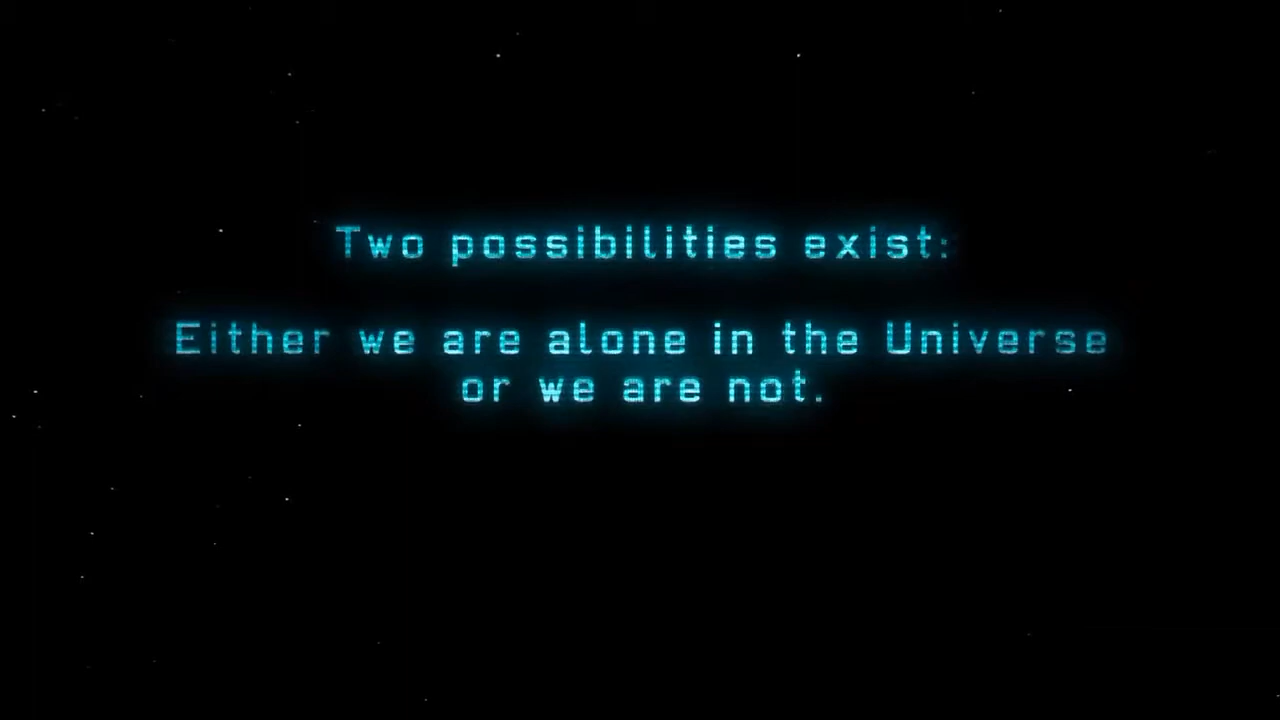 Two possibilities exist:
Either we are alone in the Universe
or we are not.